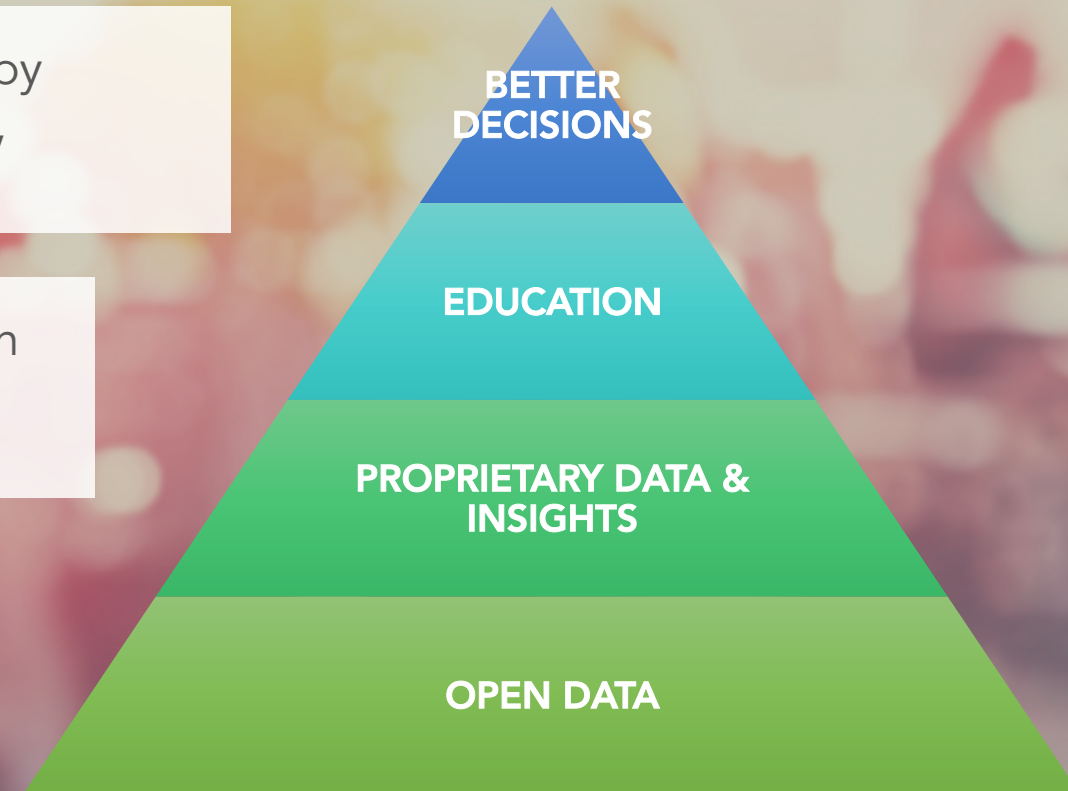 BETTER
DECISIONS
EDUCATION
PROPRIETARY DATA &
INSIGHTS
OPEN DATA